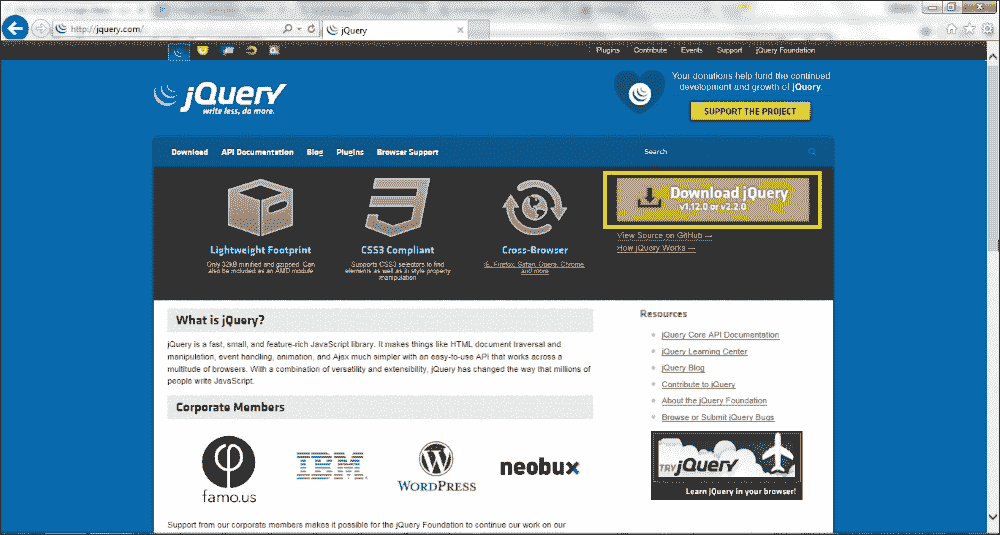 http://jquery.com/
jQuery
Plugins Contribute Events Support jQuery Foundation
jQuery
write less, do more.
Your donations help fund the continued
development and growth of jQuery.
SUPPORT THE PROJECT
Download API Documentation Blog Plugins Browser Support
Search
Lightweight Footprint
Only 32kB minified and gzipped. Can
also be included as an AMD module
CSS3 Compliant
Supports CSS3 selectors to find
elements as well as in style property
manipulation
Cross-Browser
IE, Firefox, Safari, Opera, Chrome,
and more
Download jQuery
v1.12.0 or v2.2.0
View Source on GitHub →
How jQuery Works →
What is jQuery?
jQuery is a fast, small, and feature-rich JavaScript library. It makes things like HTML document traversal and
manipulation, event handling, animation, and Ajax much simpler with an easy-to-use API that works across a
multitude of browsers. With a combination of versatility and extensibility, jQuery has changed the way that millions of
people write JavaScript.
Corporate Members
famo.us
IBM
WORDPRESS
neobux
Support from our corporate members makes it possible for the jQuery Foundation to continue our work on our
Resources
jQuery Core API Documentation
jQuery Learning Center
jQuery Blog
Contribute to jQuery
About the jQuery Foundation
Browse or Submit jQuery Bugs
TRY jQuery
Learn jQuery in your browser!